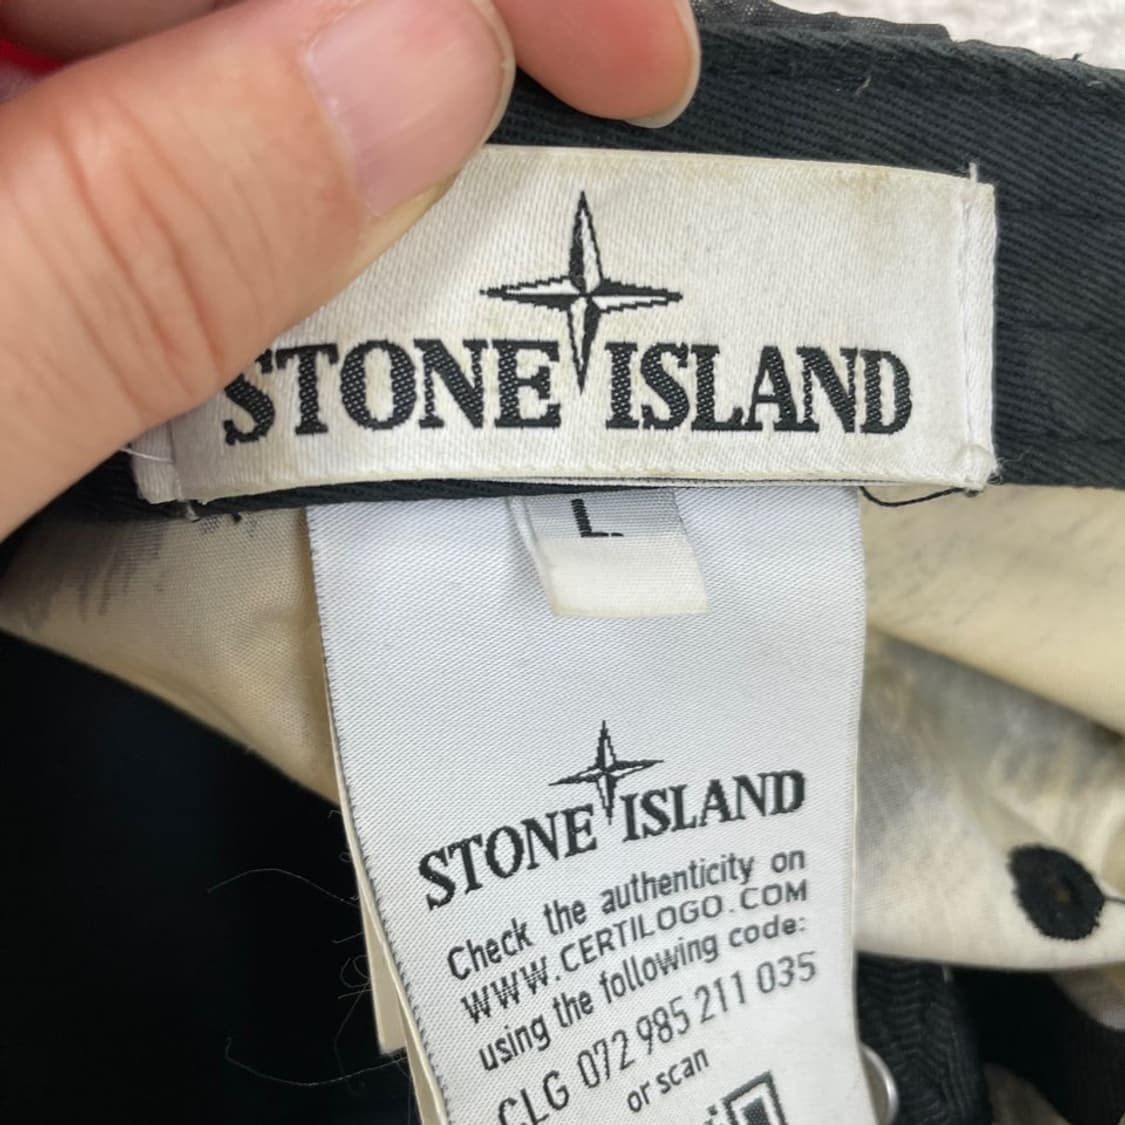 STONE ISLAND
L.
STONE ISLAND
Check the authenticity on
WWW.CERTILOGO.COM
using the following code:
CLG 072 985 211 035
or scan